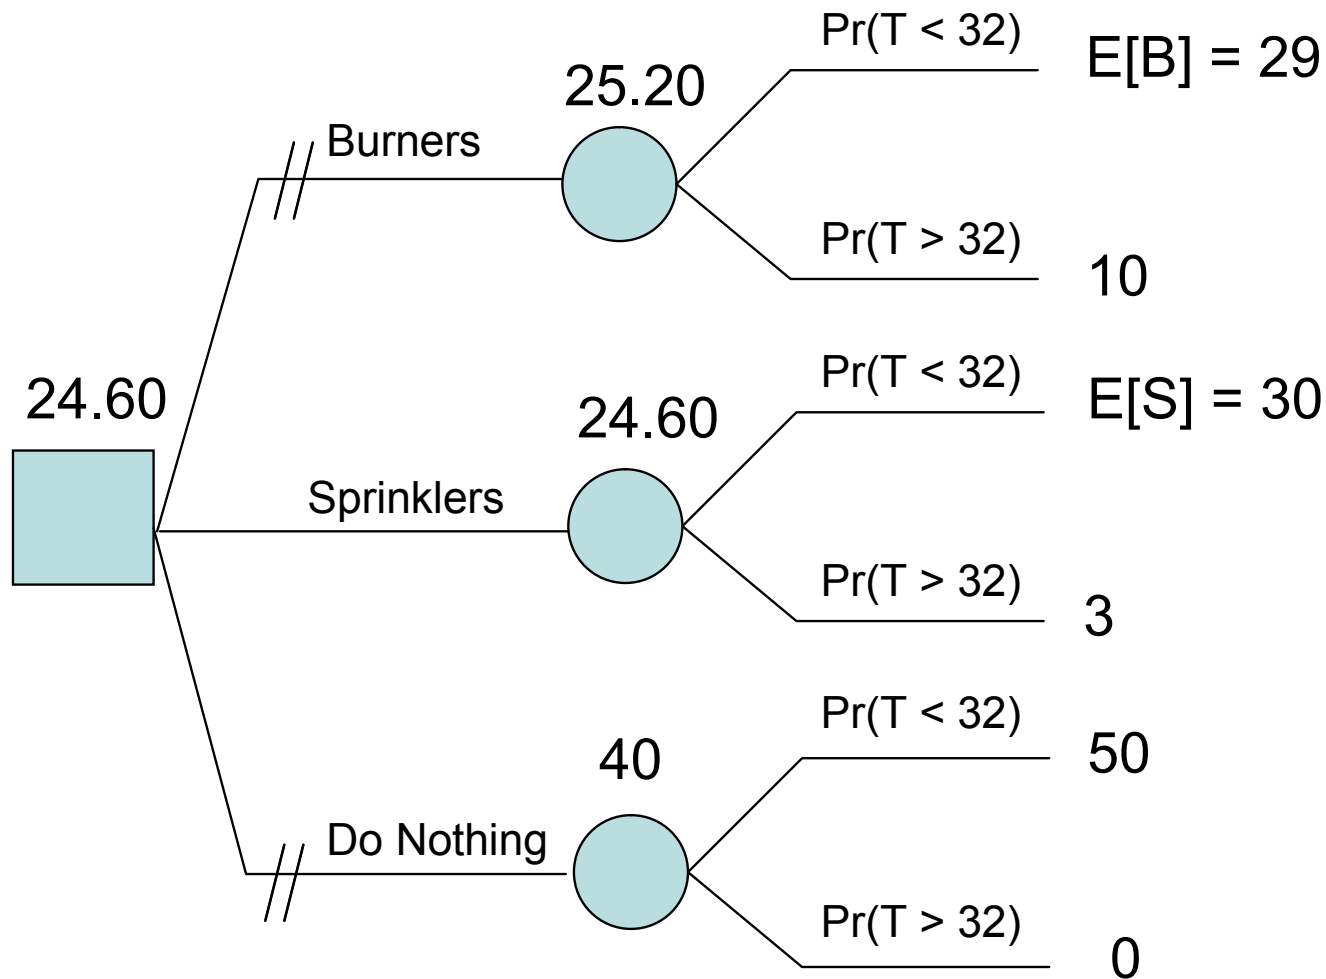 Pr(T < 32)
E[B] = 29
25.20
Burners
Pr(T > 32)
10
Pr(T < 32)
E[S] = 30
24.60
24.60
Sprinklers
Pr(T > 32)
3
Pr(T < 32)
50
40
Do Nothing
Pr(T > 32)
0